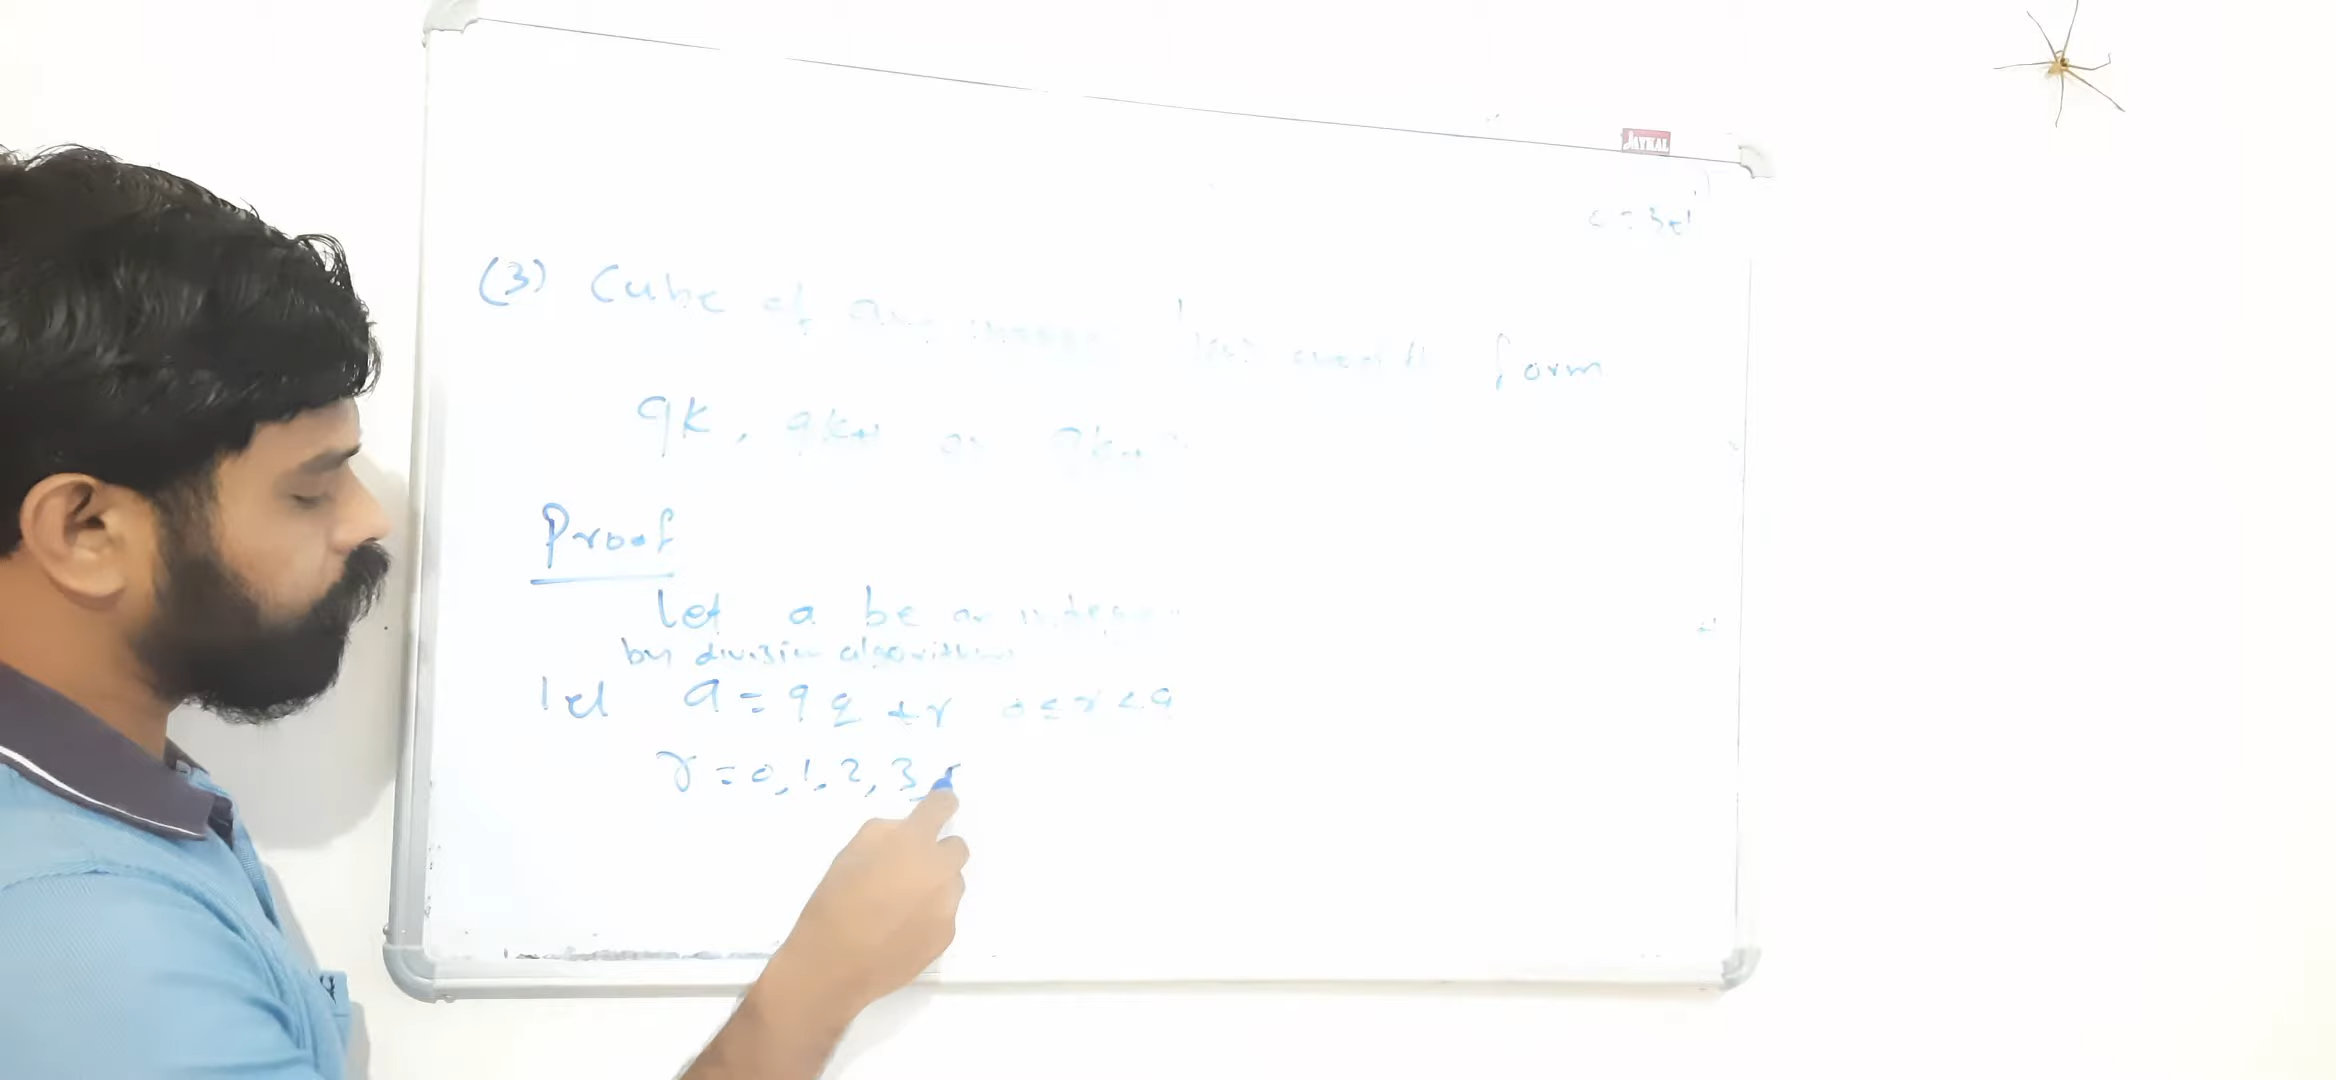 JAYKAL
(3) Cube of any form
9k, 9k+1 or
Proof
let a be an integer
by division algorithm
let a = 9q + r 0 ≤ r < 9
r = 0, 1, 2, 3,